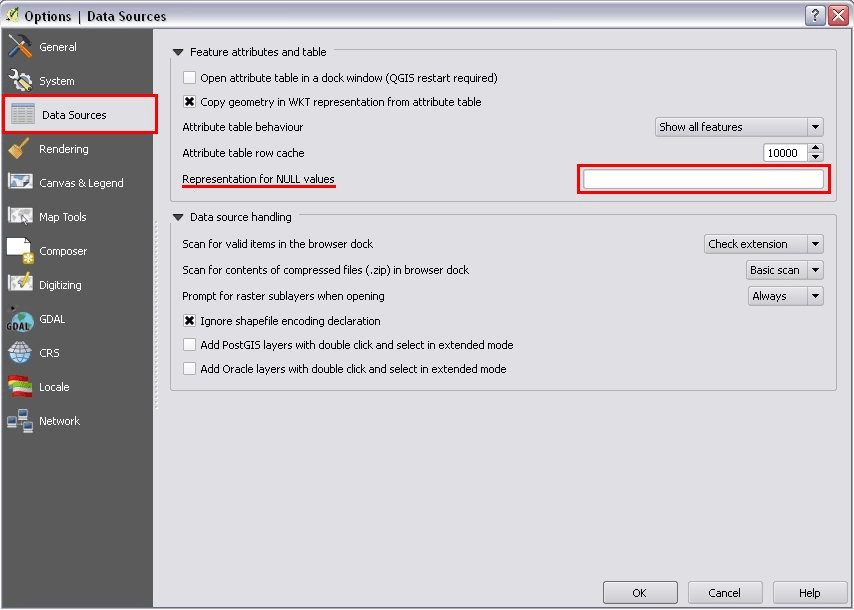 Options | Data Sources
?
General
System
Data Sources
Rendering
Canvas & Legend
Map Tools
Composer
Digitizing
GDAL
GDAL
CRS
Locale
Network
Feature attributes and table
Open attribute table in a dock window (QGIS restart required)
Copy geometry in WKT representation from attribute table
Attribute table behaviour
Show all features
Attribute table row cache
10000
Representation for NULL values
Data source handling
Scan for valid items in the browser dock
Check extension
Scan for contents of compressed files (.zip) in browser dock
Basic scan
Prompt for raster sublayers when opening
Always
Ignore shapefile encoding declaration
Add PostGIS layers with double click and select in extended mode
Add Oracle layers with double click and select in extended mode
OK
Cancel
Help